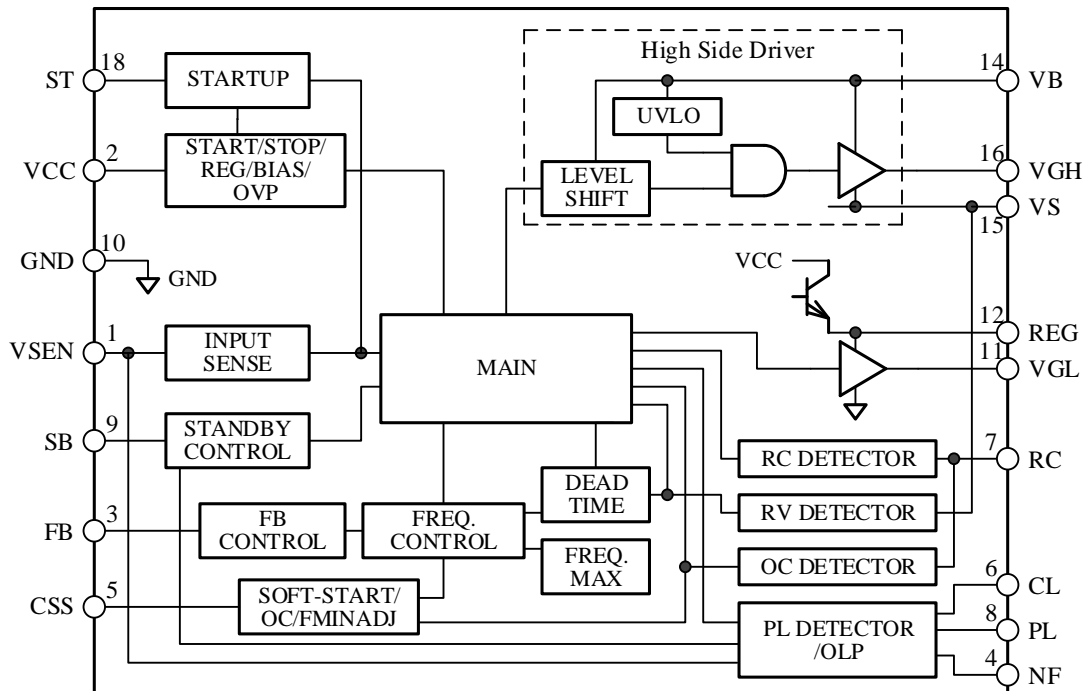 High Side Driver
18
ST
STARTUP
14
VB
UVLO
2
VCC
START/STOP/
REG/BIAS/
OVP
16
VGH
LEVEL
SHIFT
VS
15
10
GND
GND
VCC
1
VSEN
INPUT
SENSE
MAIN
12
REG
11
VGL
9
SB
STANDBY
CONTROL
7
RC DETECTOR
RC
DEAD
TIME
3
FB
FB
CONTROL
FREQ.
CONTROL
RV DETECTOR
FREQ.
MAX
OC DETECTOR
5
CSS
SOFT-START/
OC/FMINADJ
6
CL
PL DETECTOR
/OLP
8
PL
4
NF